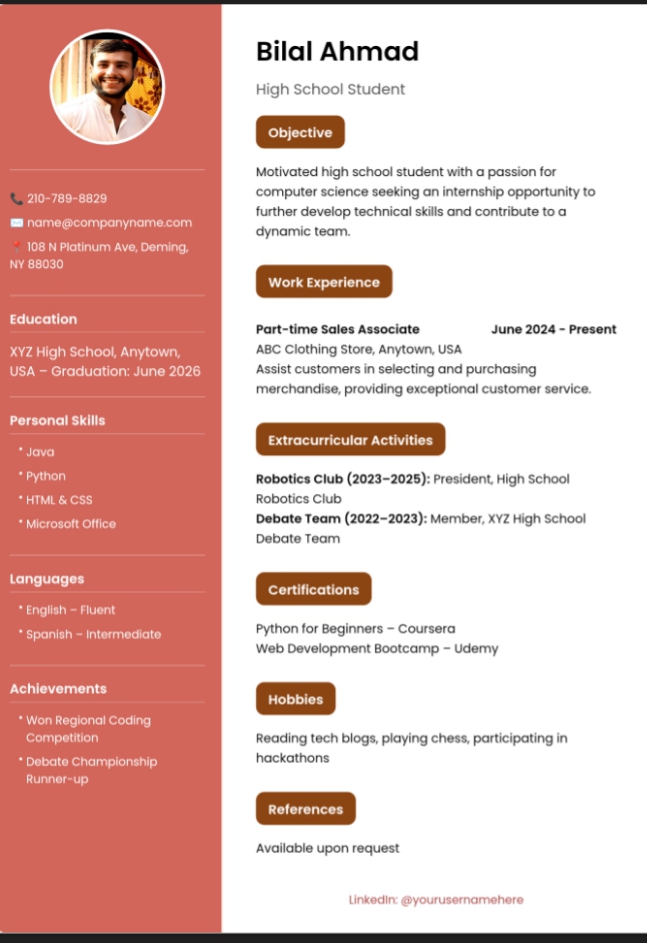 210-789-8829
name@companyname.com
108 N Platinum Ave, Deming,
NY 88030
Education
XYZ High School, Anytown,
USA – Graduation: June 2026
Personal Skills
• Java
• Python
• HTML & CSS
• Microsoft Office
Languages
• English – Fluent
• Spanish – Intermediate
Achievements
• Won Regional Coding
Competition
• Debate Championship
Runner-up
Bilal Ahmad
High School Student
Objective
Motivated high school student with a passion for
computer science seeking an internship opportunity to
further develop technical skills and contribute to a
dynamic team.
Work Experience
Part-time Sales Associate June 2024 - Present
ABC Clothing Store, Anytown, USA
Assist customers in selecting and purchasing
merchandise, providing exceptional customer service.
Extracurricular Activities
Robotics Club (2023–2025): President, High School
Robotics Club
Debate Team (2022–2023): Member, XYZ High School
Debate Team
Certifications
Python for Beginners – Coursera
Web Development Bootcamp – Udemy
Hobbies
Reading tech blogs, playing chess, participating in
hackathons
References
Available upon request
LinkedIn: @yourusernamehere